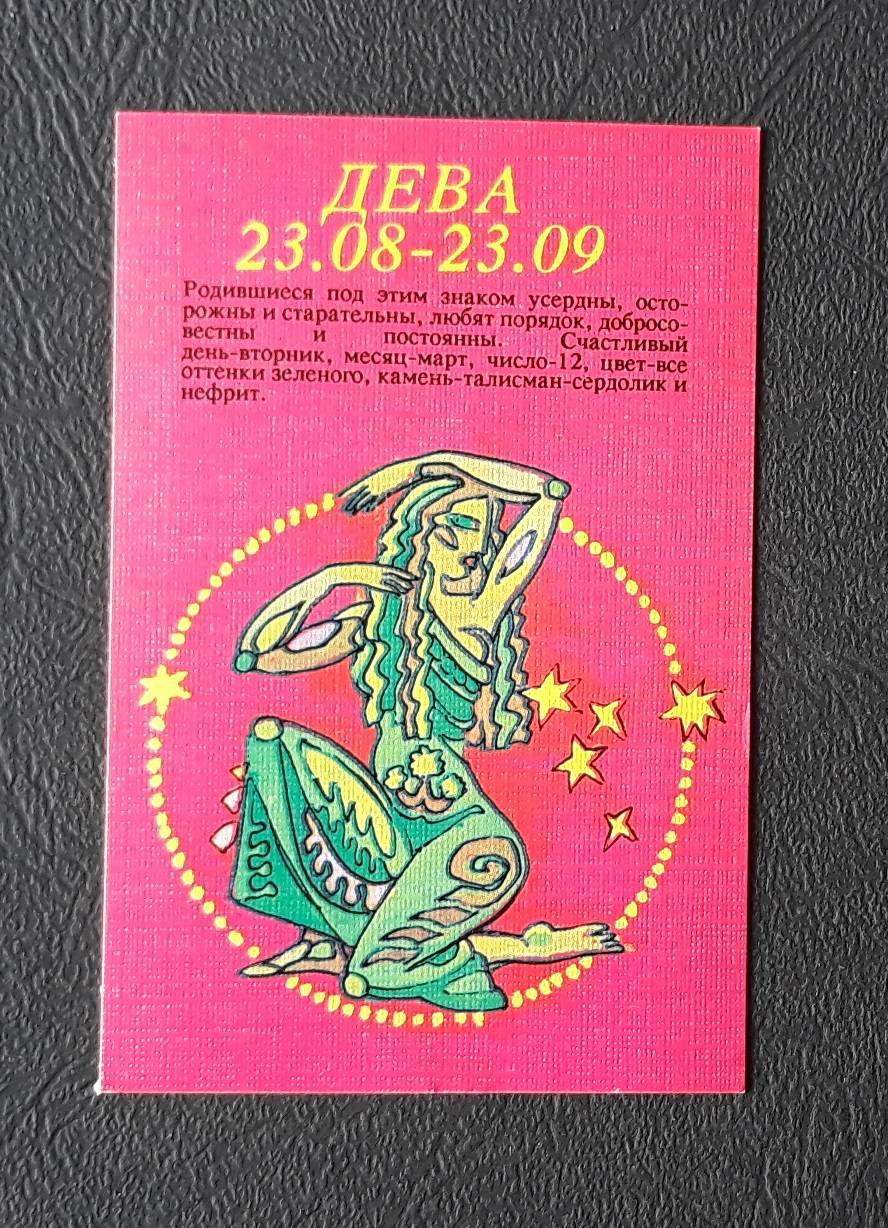 ДЕВА
23.08-23.09
Родившиеся под этим знаком усердны, осто-
рожны и старательны, любят порядок, добросо-
вестны и постоянны. Счастливый
день-вторник, месяц-март, число-12, цвет-все
оттенки зеленого, камень-талисман-сердолик и
нефрит.